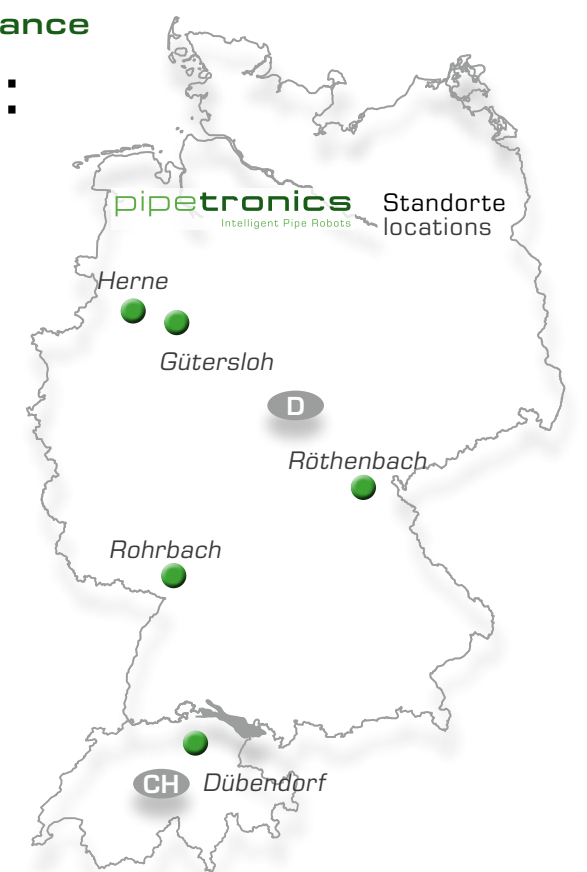 ance
:
pipetronics
Intelligent Pipe Robots
Standorte
locations
Herne
Gütersloh
D
Röthenbach
Rohrbach
CH
Dübendorf